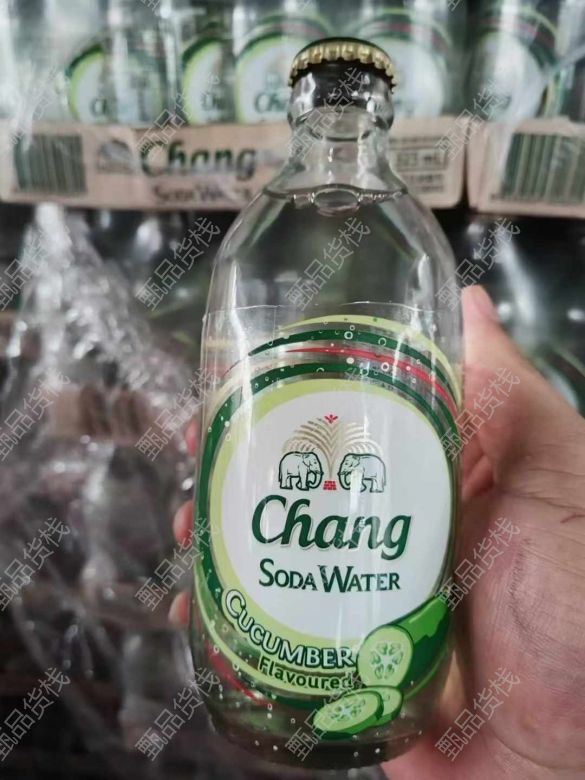 Chang
SODA WATER
Chang
SODA WATER
CUCUMBER
Flavoured
甄品货栈